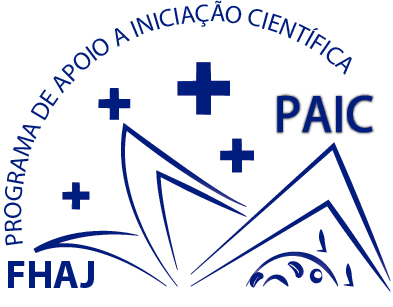 PROGRAMA DE APOIO A INICIAÇÃO CIENTÍFICA
PAIC
FHAJ